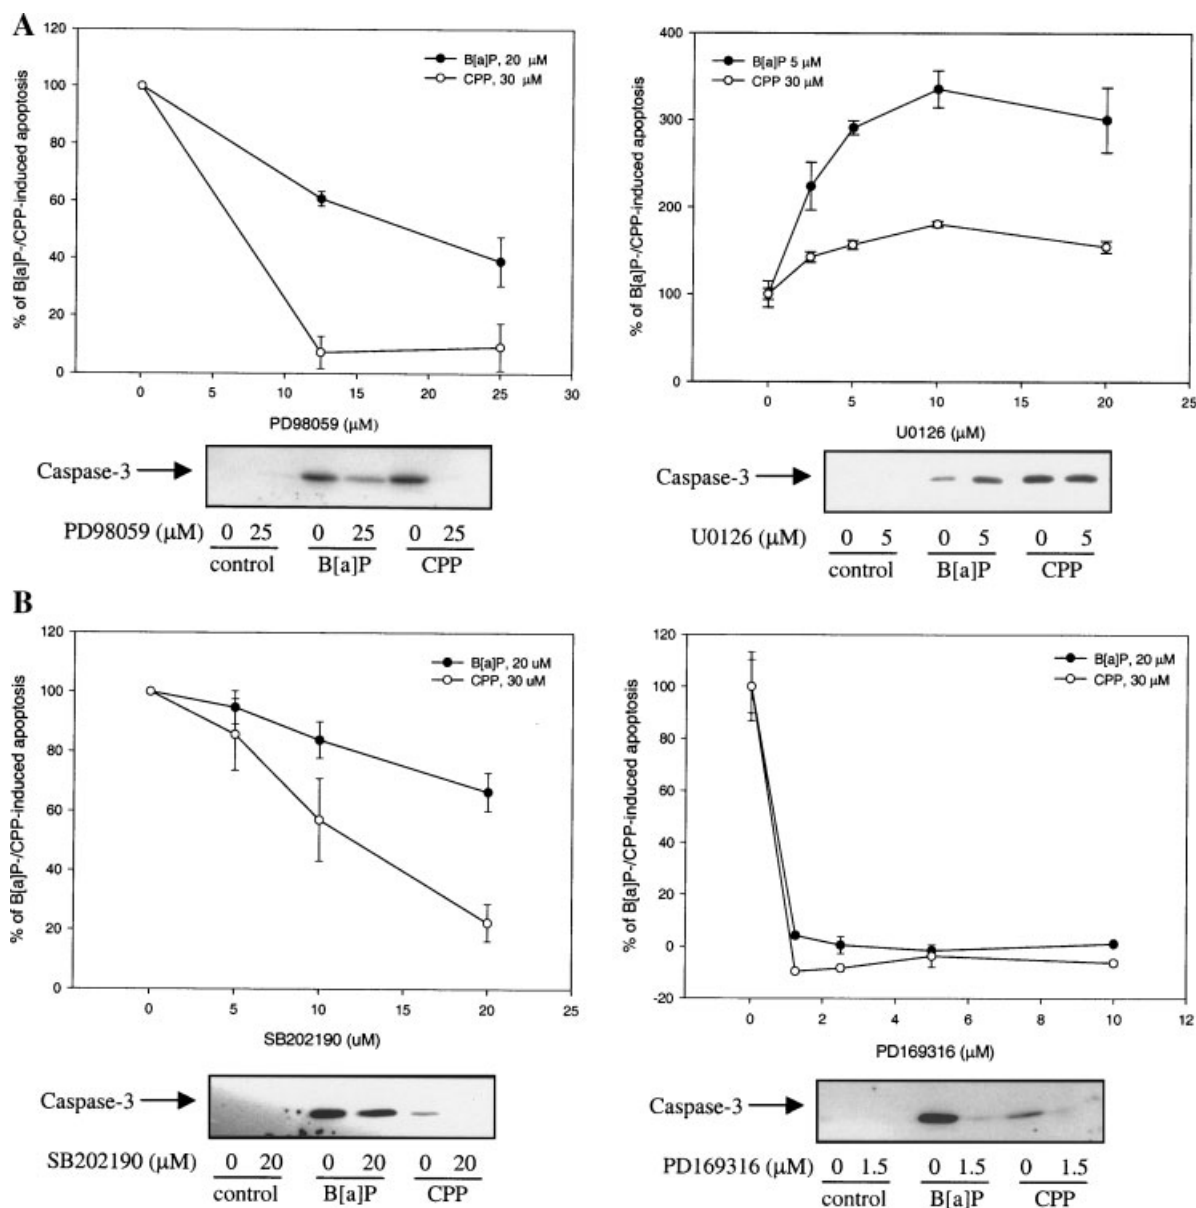 A
% of B[a]P-/CPP-induced apoptosis
120
100
80
60
40
20
0
B[a]P, 20 μM
CPP, 30 μM
0 5 10 15 20 25 30
PD98059 (μM)
Caspase-3
PD98059 (μM) 0 25 0 25 0 25
control B[a]P CPP
% of B[a]P-/CPP-induced apoptosis
400
300
200
100
0
B[a]P 5 μM
CPP 30 μM
0 5 10 15 20 25
U0126 (μM)
Caspase-3
U0126 (μM) 0 5 0 5 0 5
control B[a]P CPP
B
% of B[a]P-/CPP-induced apoptosis
120
100
80
60
40
20
0
B[a]P, 20 uM
CPP, 30 uM
0 5 10 15 20 25
SB202190 (uM)
Caspase-3
SB202190 (μM) 0 20 0 20 0 20
control B[a]P CPP
% of B[a]P-/CPP-induced apoptosis
120
100
80
60
40
20
0
-20
B[a]P, 20 μM
CPP, 30 μM
0 2 4 6 8 10 12
PD169316 (μM)
Caspase-3
PD169316 (μM) 0 1.5 0 1.5 0 1.5
control B[a]P CPP